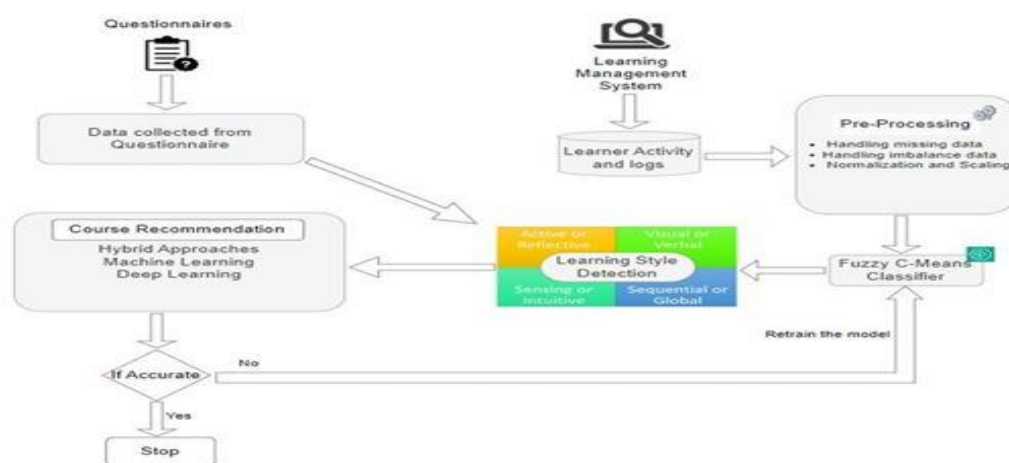 Questionnaires
?
Data collected from
Questionnaire
Learning
Management
System
Learner Activity
and logs
Pre-Processing
• Handling missing data
• Handling imbalance data
• Normalization and Scaling
Course Recommendation
Hybrid Approaches
Machine Learning
Deep Learning
Active or
Reflective
Visual or
Verbal
Learning Style
Detection
Sensing or
Intuitive
Sequential or
Global
Fuzzy C-Means
Classifier
Retrain the model
If Accurate
No
Yes
Stop